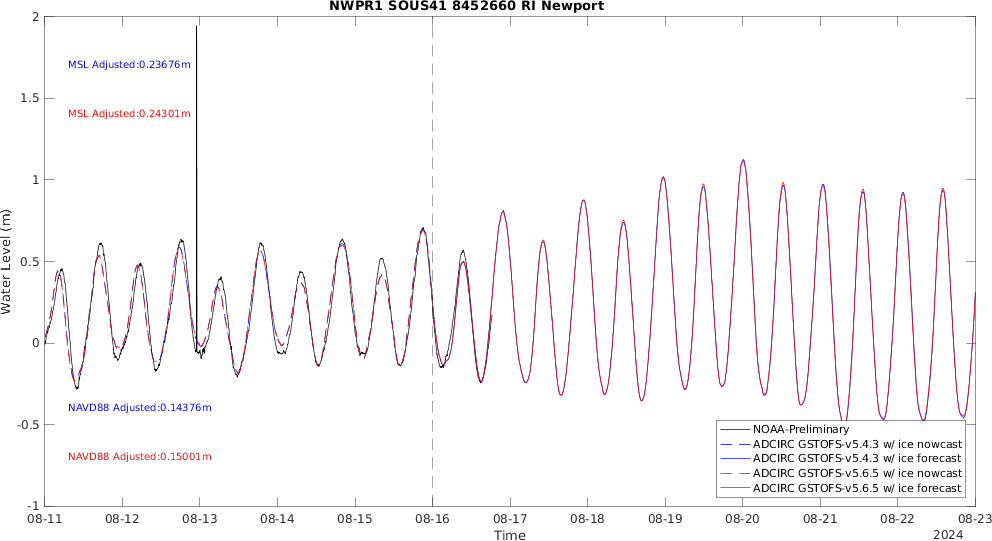 NWPR1 SOUS41 8452660 RI Newport
2
1.5
1
0.5
0
-0.5
-1
Water Level (m)
MSL Adjusted:0.23676m
MSL Adjusted:0.24301m
NAVD88 Adjusted:0.14376m
NAVD88 Adjusted:0.15001m
NOAA-Preliminary
ADCIRC GSTOFS-v5.4.3 w/ ice nowcast
ADCIRC GSTOFS-v5.4.3 w/ ice forecast
ADCIRC GSTOFS-v5.6.5 w/ ice nowcast
ADCIRC GSTOFS-v5.6.5 w/ ice forecast
08-11 08-12 08-13 08-14 08-15 08-16 08-17 08-18 08-19 08-20 08-21 08-22 08-23
Time
2024